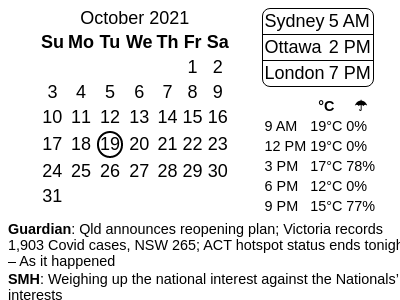 October 2021
Su Mo Tu We Th Fr Sa
1 2
3 4 5 6 7 8 9
10 11 12 13 14 15 16
17 18 19 20 21 22 23
24 25 26 27 28 29 30
31
Sydney 5 AM
Ottawa 2 PM
London 7 PM
°C ☂
9 AM 19°C 0%
12 PM 19°C 0%
3 PM 17°C 78%
6 PM 12°C 0%
9 PM 15°C 77%
Guardian: Qld announces reopening plan; Victoria records
1,903 Covid cases, NSW 265; ACT hotspot status ends tonigh
– As it happened
SMH: Weighing up the national interest against the Nationals’
interests